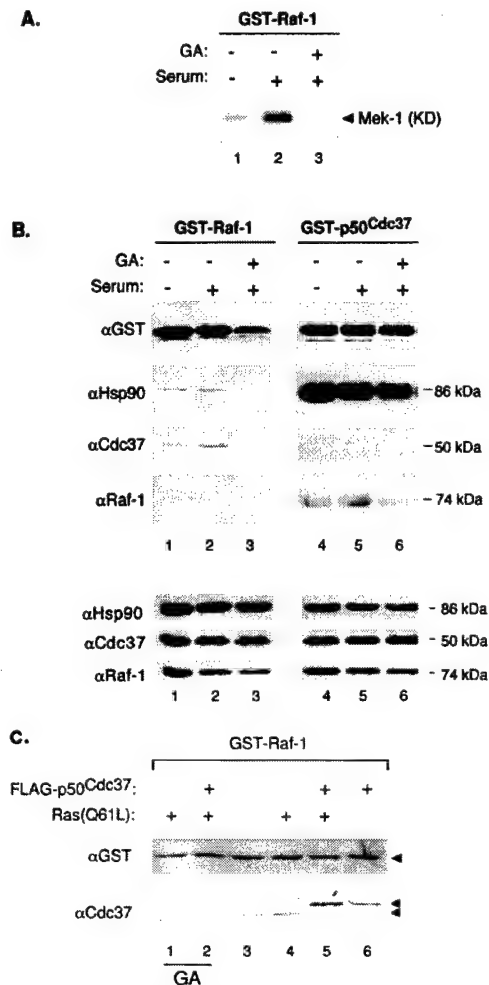 A.
GST-Raf-1
GA: - - +
Serum: - + +
◄ Mek-1 (KD)
1 2 3
B.
GST-Raf-1 GST-p50Cdc37
GA: - - + - - +
Serum: - + + - + +
αGST
αHsp90 - 86 kDa
αCdc37 - 50 kDa
αRaf-1 - 74 kDa
1 2 3 4 5 6
αHsp90 - 86 kDa
αCdc37 - 50 kDa
αRaf-1 - 74 kDa
1 2 3 4 5 6
C.
GST-Raf-1
FLAG-p50Cdc37: + + +
Ras(Q61L): + + + +
αGST ◄
αCdc37 ◄ ◄
1 2 3 4 5 6
GA